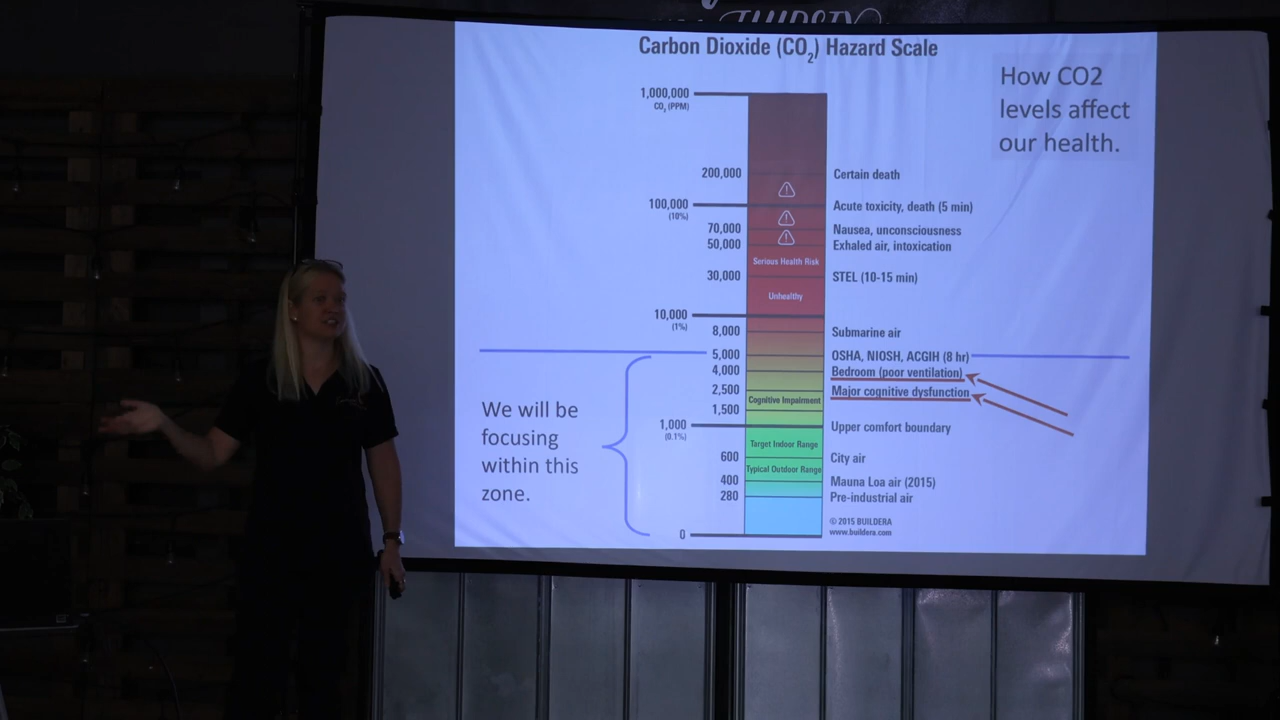 THIRSTY
Carbon Dioxide (CO2) Hazard Scale
How CO2
levels affect
our health.
1,000,000
CO2 (PPM)
200,000 Certain death
100,000 Acute toxicity, death (5 min)
(10%)
70,000 Nausea, unconsciousness
50,000 Exhaled air, intoxication
Serious Health Risk
30,000 STEL (10-15 min)
Unhealthy
10,000
(1%)
8,000 Submarine air
5,000 OSHA, NIOSH, ACGIH (8 hr)
4,000 Bedroom (poor ventilation)
2,500 Major cognitive dysfunction
Cognitive Impairment
1,500
1,000 Upper comfort boundary
(0.1%)
Target Indoor Range
600 City air
Typical Outdoor Range
400 Mauna Loa air (2015)
280 Pre-industrial air
0
© 2015 BUILDERA
www.buildera.com
We will be
focusing
within this
zone.